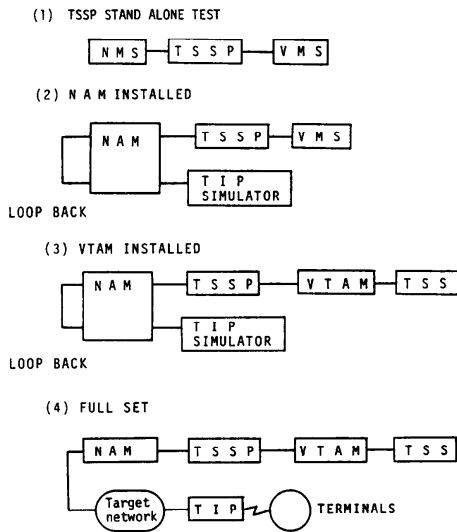 (1) TSSP STAND ALONE TEST
NMS TSSP VMS
(2) NAM INSTALLED
NAM TSSP VMS
TIP
SIMULATOR
LOOP BACK
(3) VTAM INSTALLED
NAM TSSP VTAM TSS
TIP
SIMULATOR
LOOP BACK
(4) FULL SET
NAM TSSP VTAM TSS
Target
network TIP TERMINALS